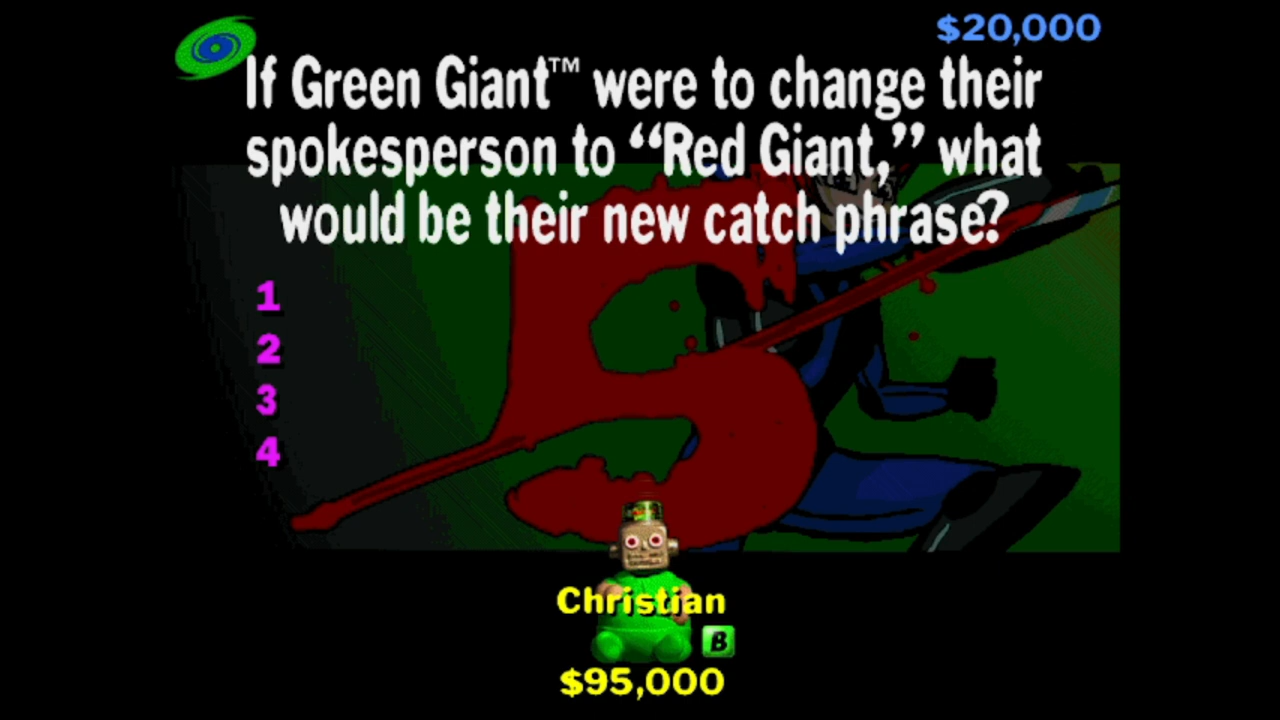 $20,000
If Green Giant™ were to change their
spokesperson to “Red Giant,” what
would be their new catch phrase?
1
2
3
4
5
Christian
B
$95,000